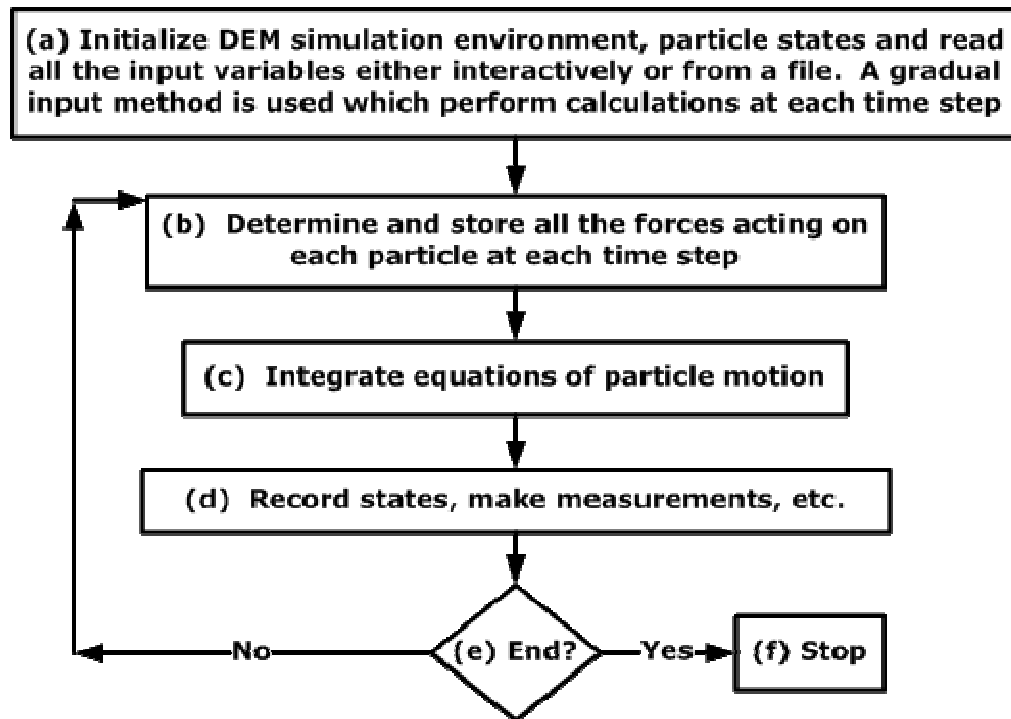 (a) Initialize DEM simulation environment, particle states and read
all the input variables either interactively or from a file. A gradual
input method is used which perform calculations at each time step
(b) Determine and store all the forces acting on
each particle at each time step
(c) Integrate equations of particle motion
(d) Record states, make measurements, etc.
No
(e) End?
Yes
(f) Stop